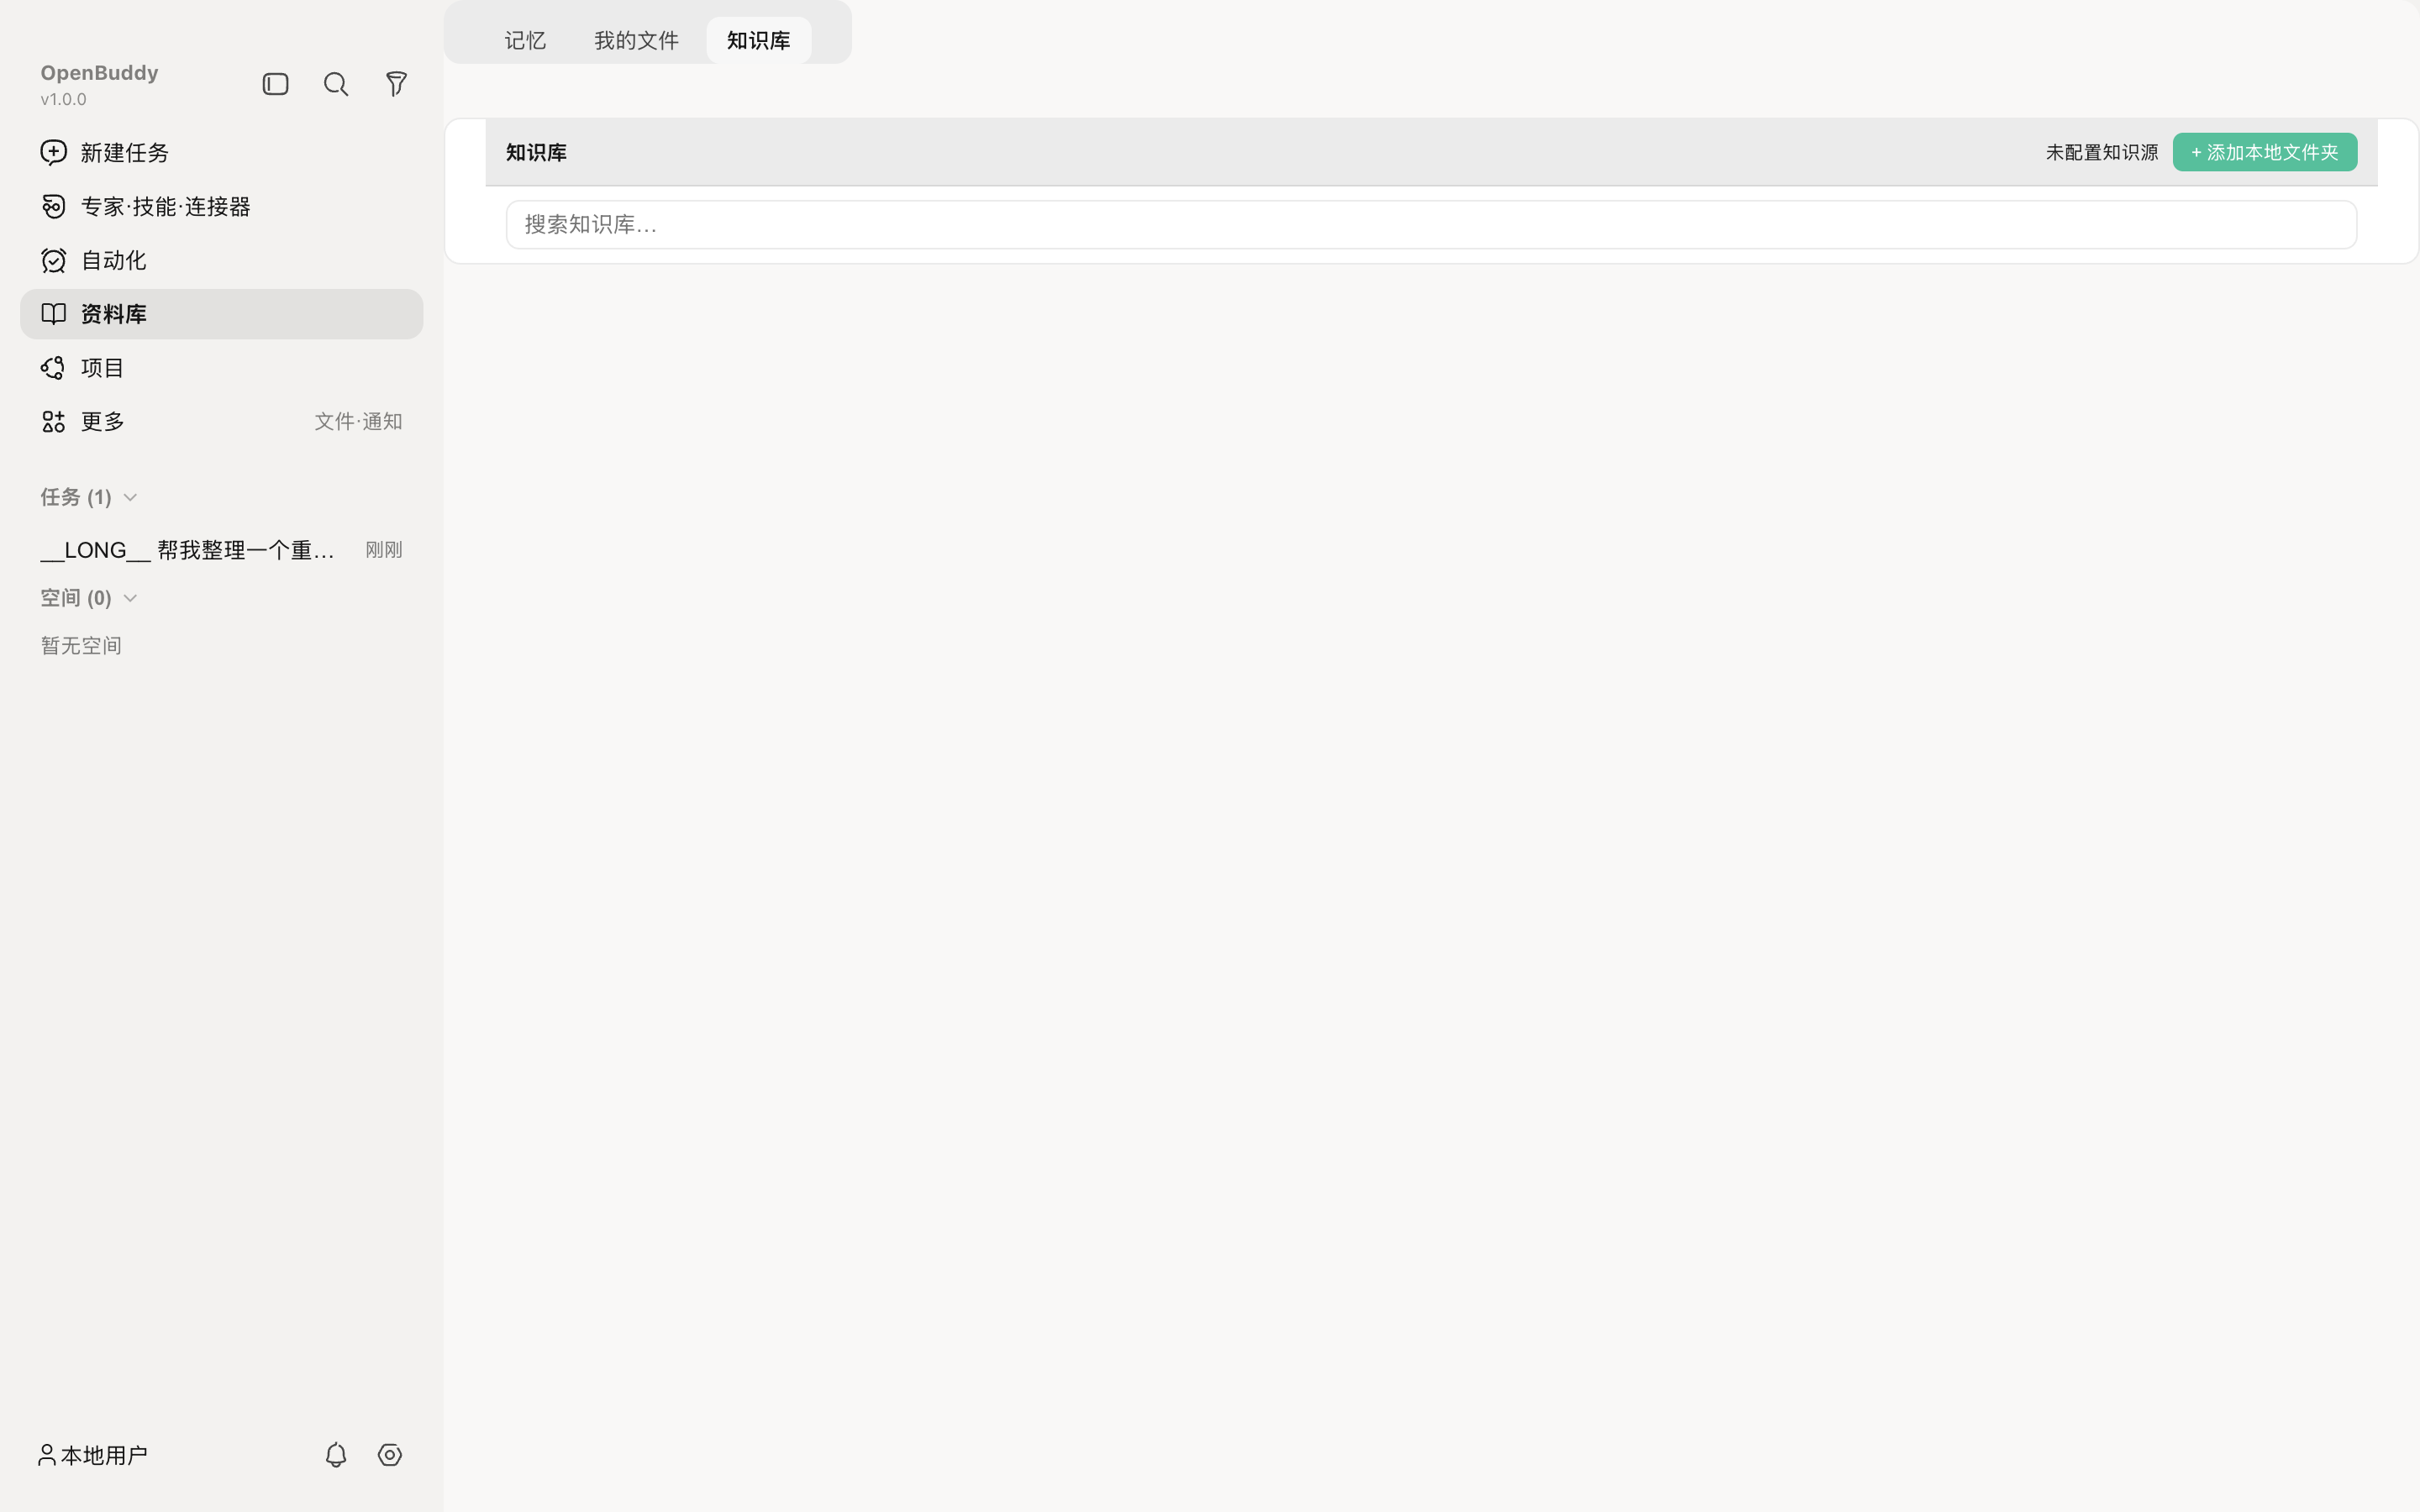 OpenBuddy
v1.0.0
新建任务
专家·技能·连接器
自动化
资料库
项目
更多 文件·通知
任务 (1)
__LONG__ 帮我整理一个重… 刚刚
空间 (0)
暂无空间
本地用户
记忆 我的文件 知识库
知识库 未配置知识源 + 添加本地文件夹
搜索知识库…